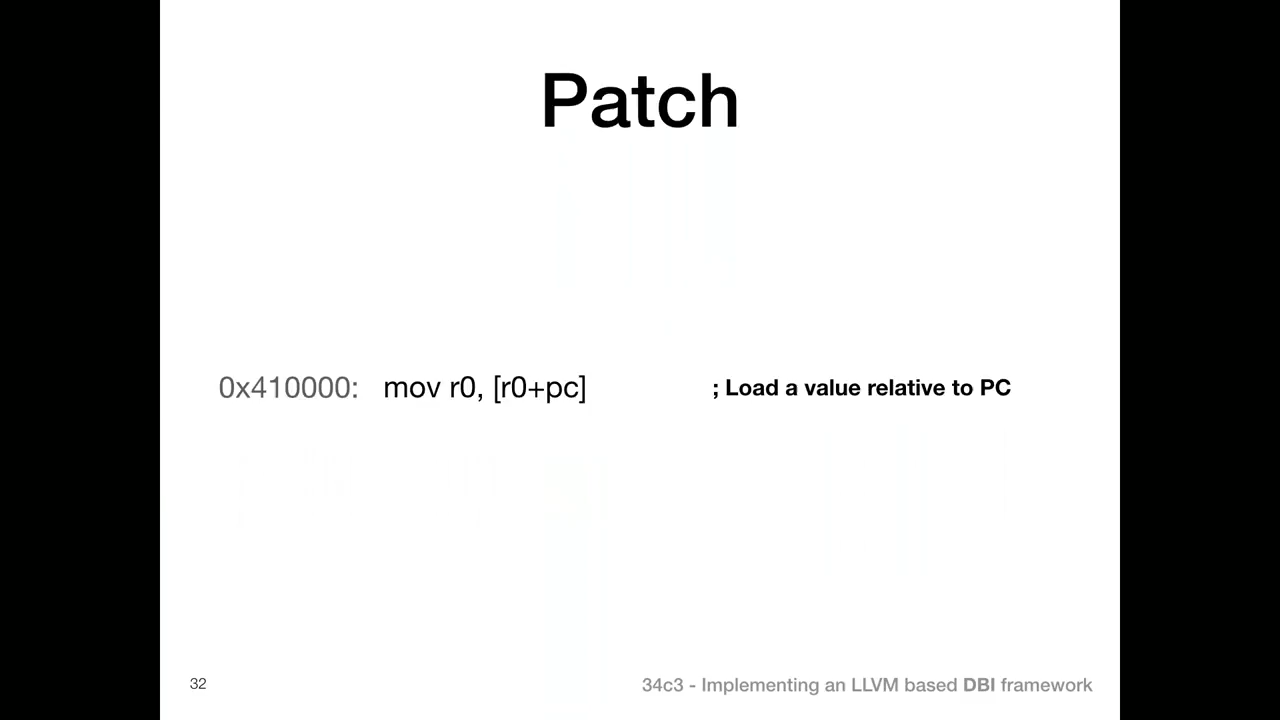 Patch
0x410000: mov r0, [r0+pc] ; Load a value relative to PC
32 34c3 - Implementing an LLVM based DBI framework